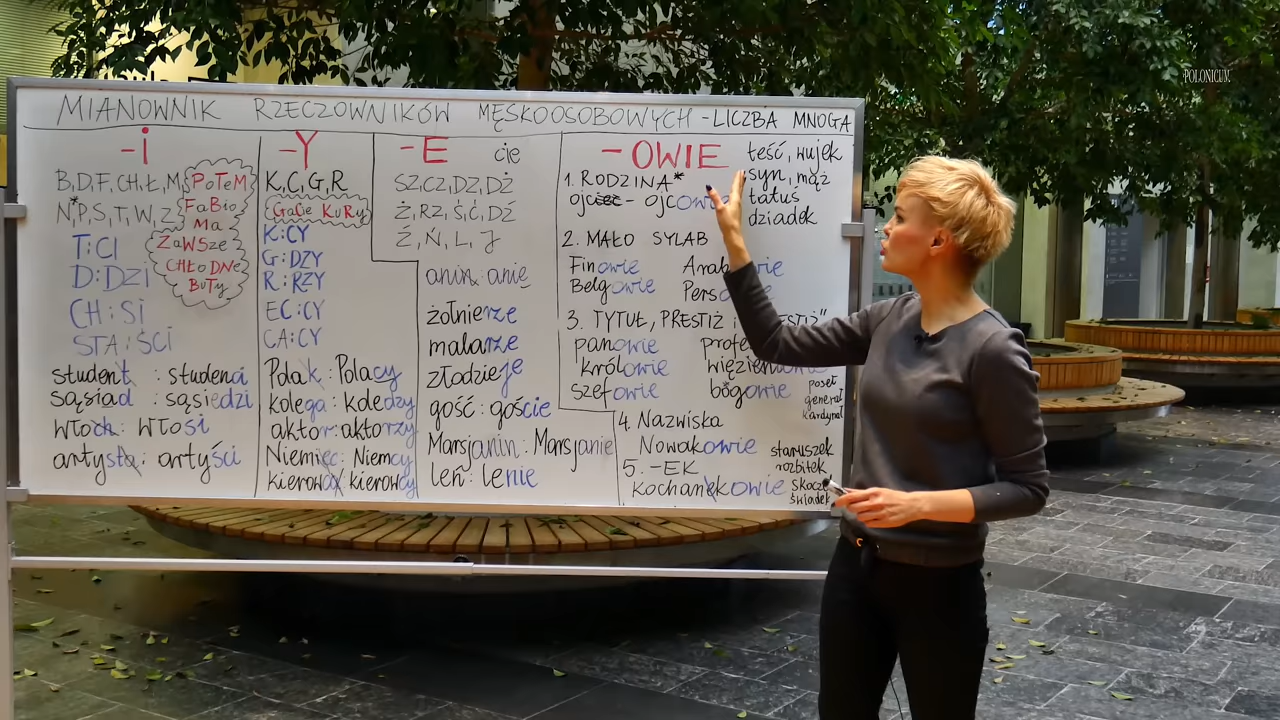 POLONICUM
MIANOWNIK RZECZOWNIKÓW MĘSKOOSOBOWYCH - LICZBA MNOGA
-i
B, D, F, CH, Ł, M,
N*, P, S, T, W, Z
PoTeM
FaBio
Ma
ZaWSze
CHŁoDNe
BuTy
T:CI
D:DZI
CH:SI
STA:ŚCI
student : studenci
sąsiad : sąsiedzi
Włoch : Włosi
artysta : artyści
-Y
K, C, G, R
GaCie KuRy
K:CY
G:DZY
R:RZY
EC:CY
CA:CY
Polak : Polacy
kolega : koledzy
aktor : aktorzy
Niemiec : Niemcy
kierowca kierowcy
-E
cie
SZ, CZ, DZ, DŻ
Ż, RZ, Ś, Ć, DŹ
Ź, Ń, L, J
anin : anie
żołnierze
malarze
złodzieje
gość : goście
Marsjanin : Marsjanie
leń : lenie
-OWIE
teść, wujek
syn, mąż
tatuś
dziadek
1. RODZINA*
ojciec - ojcowie
2. MAŁO SYLAB
Finowie
Belgowie
3. TYTUŁ, PRESTIŻ
panowie
królowie
szefowie bogowie
poseł
generał
kardynał
4. Nazwiska
Nowakowie
5. -EK
kochanekkowie
staruszek
rozbitek
świadek